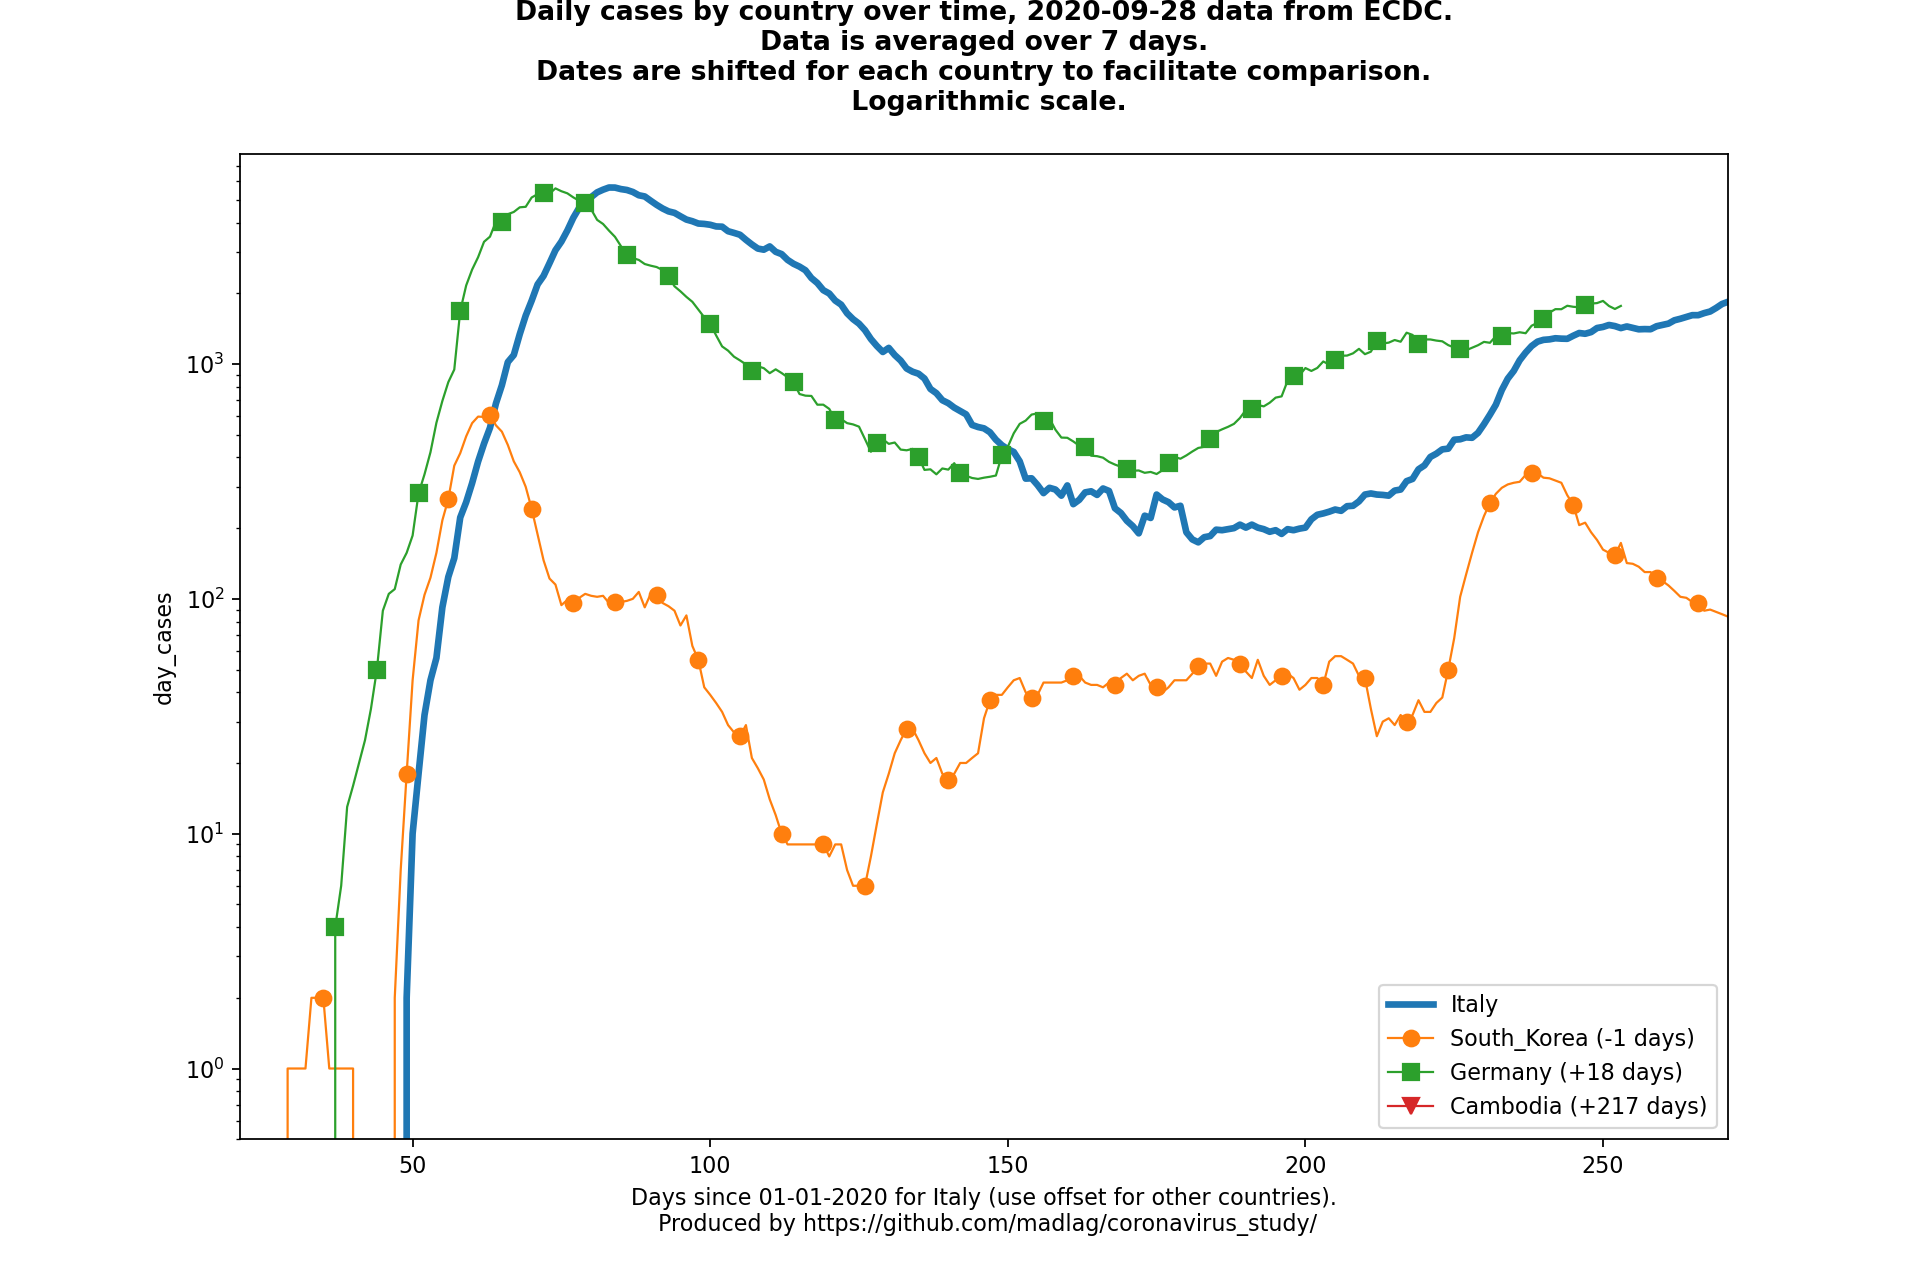 Daily cases by country over time, 2020-09-28 data from ECDC.
Data is averaged over 7 days.
Dates are shifted for each country to facilitate comparison.
Logarithmic scale.
10³
10²
10¹
10⁰
day_cases
Italy
South_Korea (-1 days)
Germany (+18 days)
Cambodia (+217 days)
50 100 150 200 250
Days since 01-01-2020 for Italy (use offset for other countries).
Produced by https://github.com/madlag/coronavirus_study/